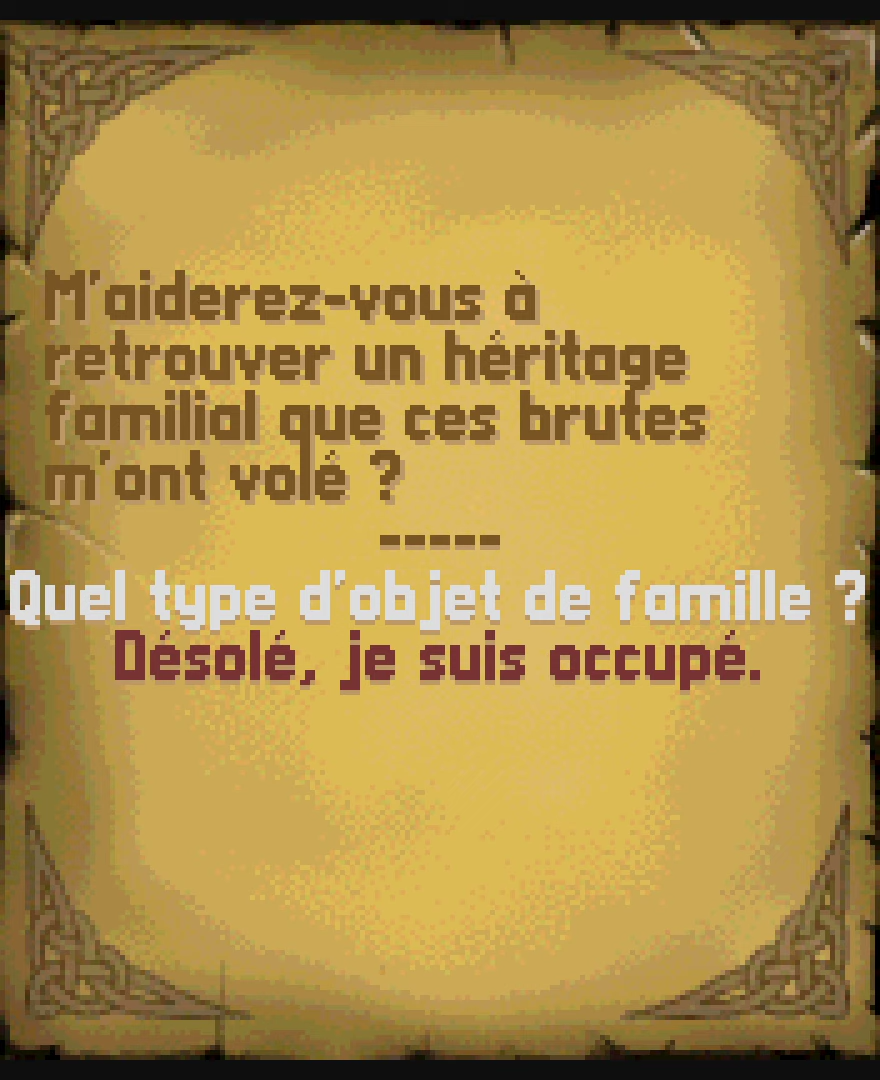 M'aiderez-vous à
retrouver un héritage
familial que ces brutes
m'ont volé ?
-----
Quel type d'objet de famille ?
Désolé, je suis occupé.